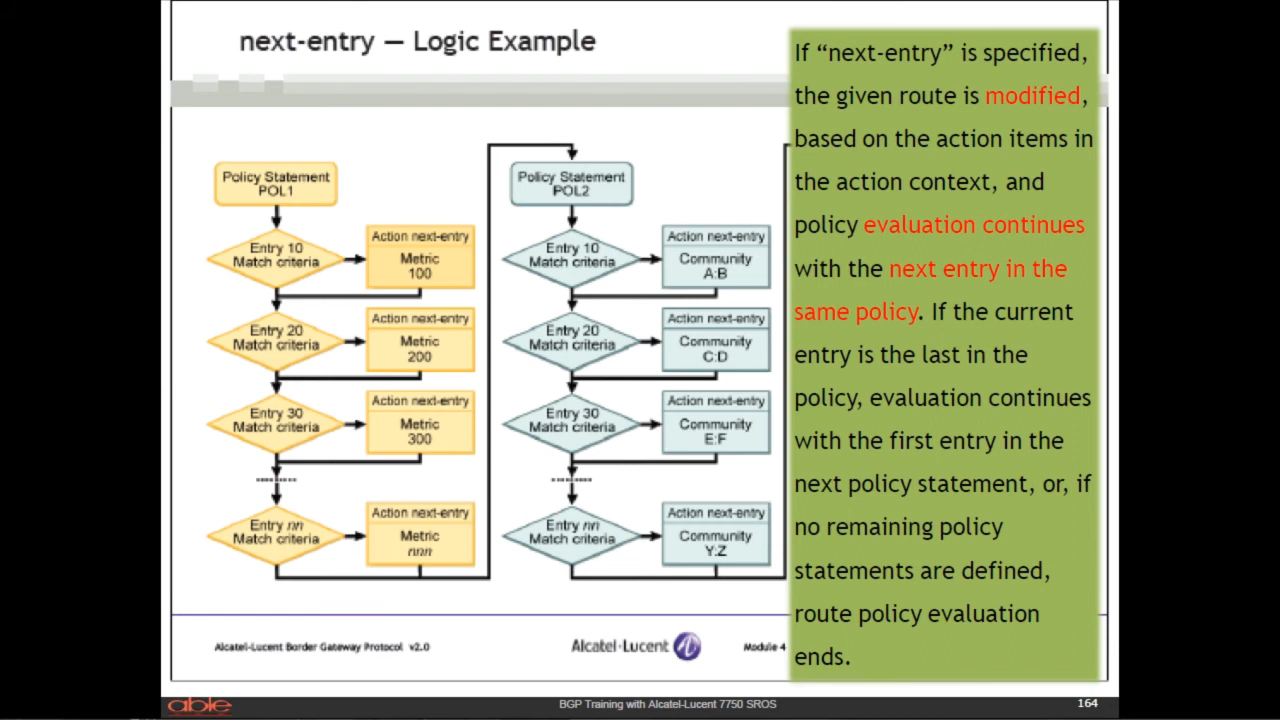 next-entry — Logic Example
Policy Statement
POL1
Entry 10
Match criteria
Action next-entry
Metric
100
Entry 20
Match criteria
Action next-entry
Metric
200
Entry 30
Match criteria
Action next-entry
Metric
300
Entry nn
Match criteria
Action next-entry
Metric
nnn
Policy Statement
POL2
Entry 10
Match criteria
Action next-entry
Community
A:B
Entry 20
Match criteria
Action next-entry
Community
C:D
Entry 30
Match criteria
Action next-entry
Community
E:F
Entry nn
Match criteria
Action next-entry
Community
Y:Z
If “next-entry” is specified,
the given route is modified,
based on the action items in
the action context, and
policy evaluation continues
with the next entry in the
same policy. If the current
entry is the last in the
policy, evaluation continues
with the first entry in the
next policy statement, or, if
no remaining policy
statements are defined,
route policy evaluation
ends.
Alcatel-Lucent Border Gateway Protocol v2.0
Alcatel·Lucent
Module 4
able
BGP Training with Alcatel-Lucent 7750 SROS
164